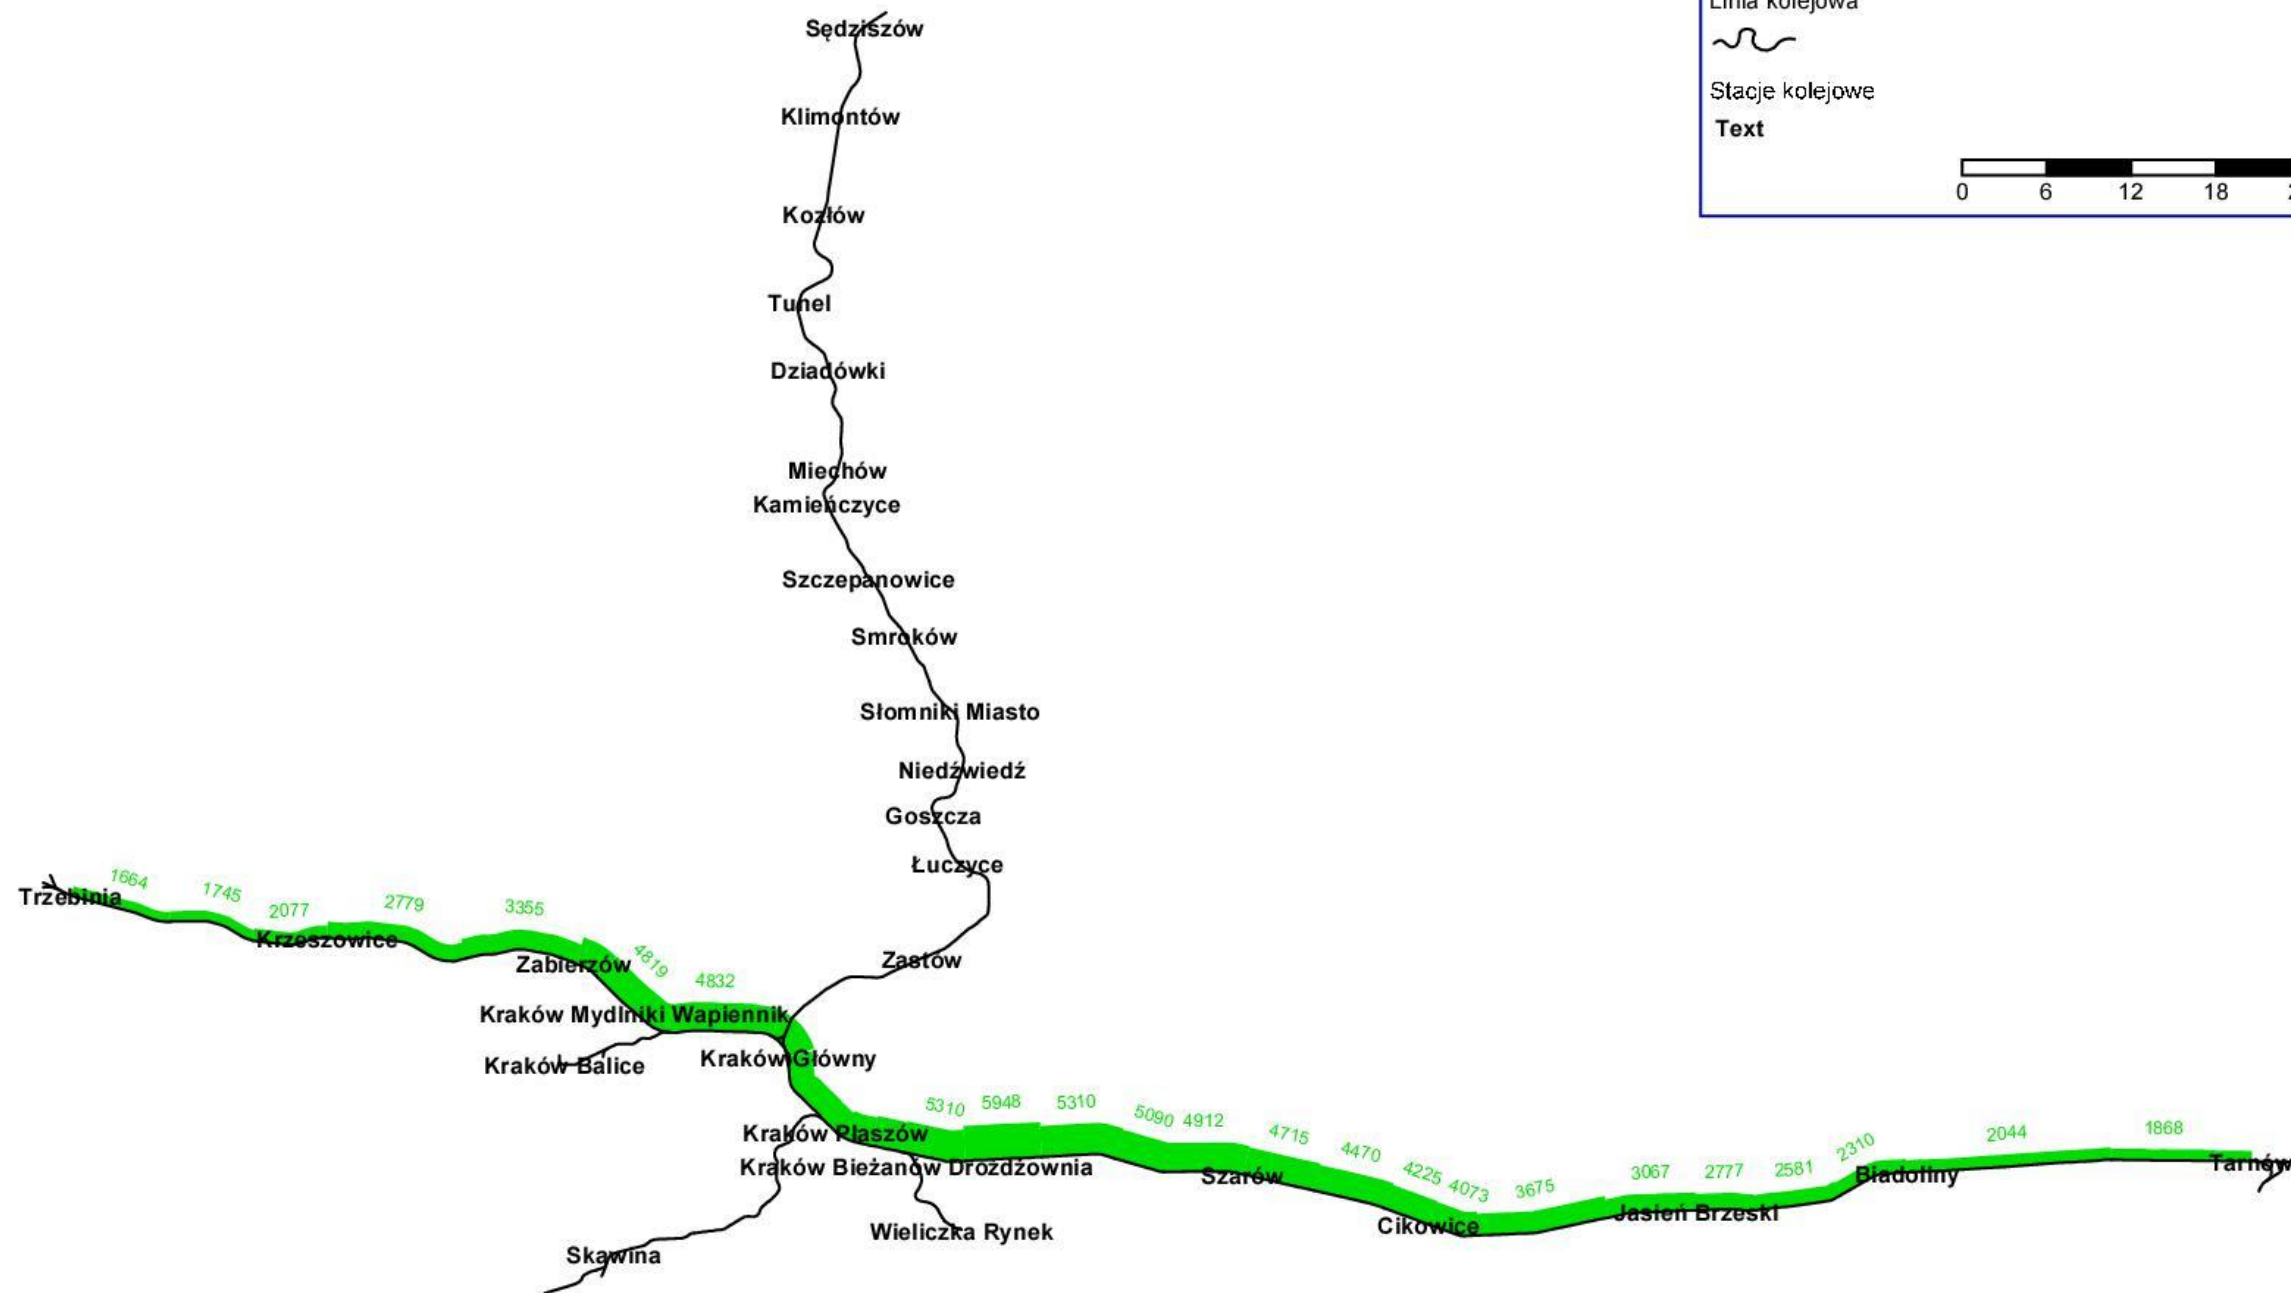 Linia kolejowa
Stacje kolejowe
Text
0 6 12 18
Sędziszów
Klimontów
Kozłów
Tunel
Dziadówki
Miechów
Kamieńczyce
Szczepanowice
Smroków
Słomniki Miasto
Niedźwiedź
Goszcza
Łuczyce
Zastów
1664
1745
2077
2779
3355
4819
4832
Trzebinia
Krzeszowice
Zabierzów
Kraków Mydlniki Wapiennik
Kraków Balice
Kraków Główny
5310
5948
5310
5090
4912
4715
4470
4225
4073
3675
3067
2777
2581
2310
2044
1868
Kraków Płaszów
Kraków Bieżanów Drożdżownia
Szarów
Cikowice
Jasień Brzeski
Biadoliny
Tarnów
Wieliczka Rynek
Skawina